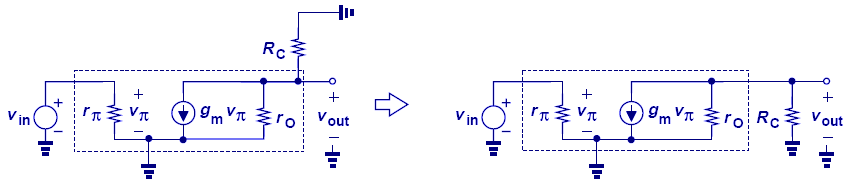 R_C
v_in + − r_π + v_π − g_m v_π r_O + v_out −
v_in + − r_π + v_π − g_m v_π r_O R_C + v_out −